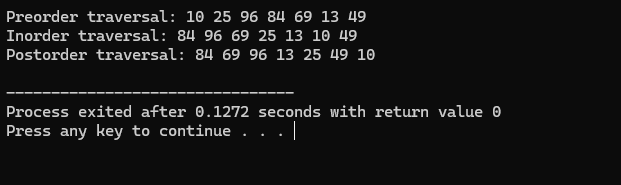 Preorder traversal: 10 25 96 84 69 13 49
Inorder traversal: 84 96 69 25 13 10 49
Postorder traversal: 84 69 96 13 25 49 10
--------------------------------
Process exited after 0.1272 seconds with return value 0
Press any key to continue . . .